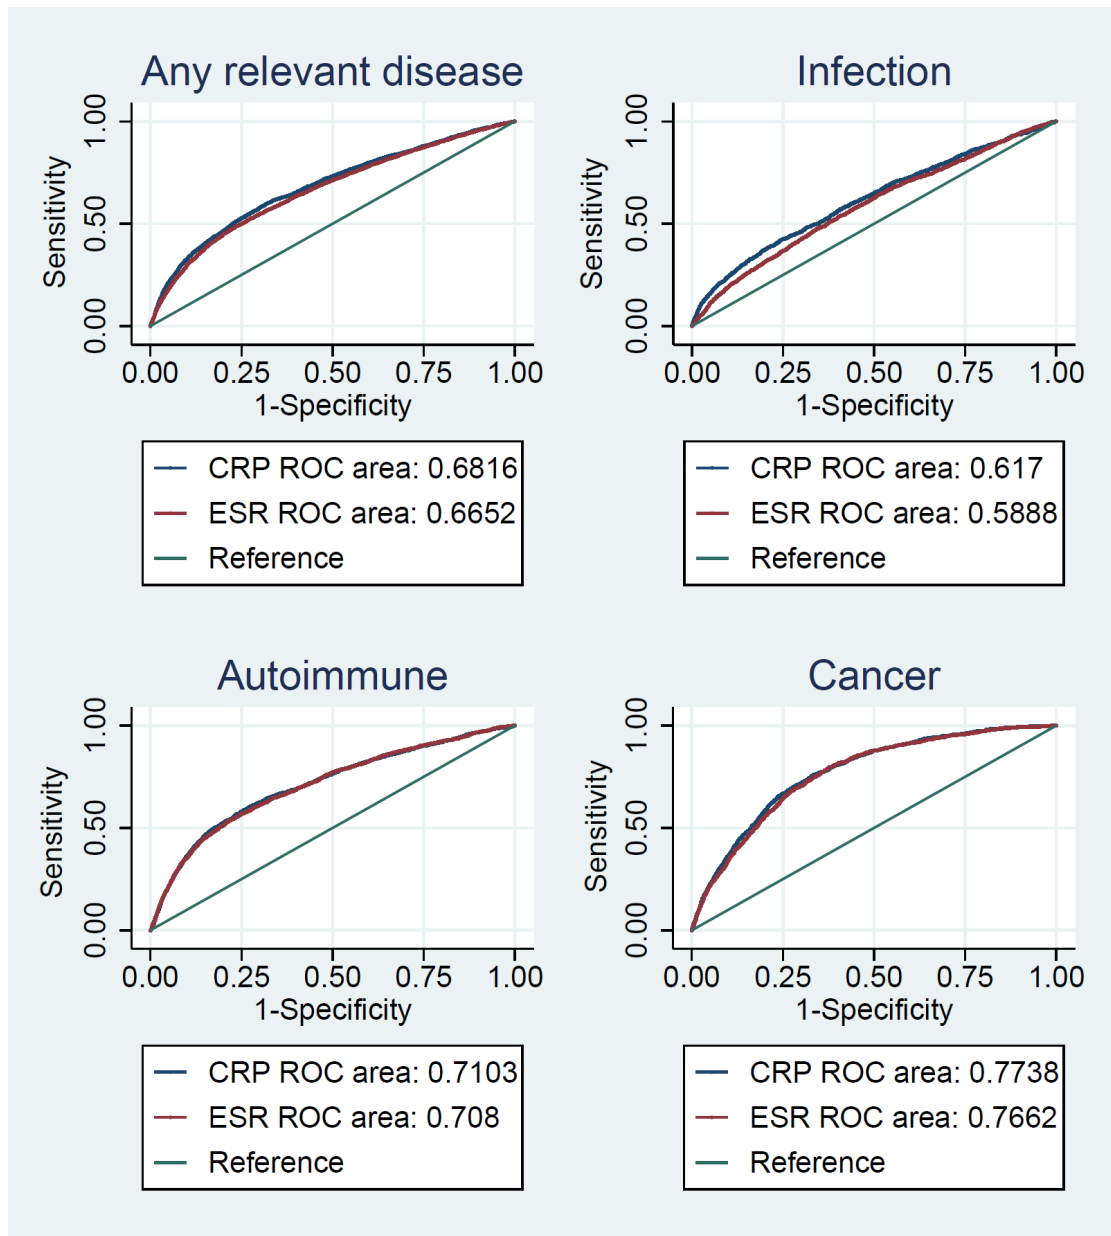 Any relevant disease
Sensitivity
1.00
0.50
0.00
0.00 0.25 0.50 0.75 1.00
1-Specificity
CRP ROC area: 0.6816
ESR ROC area: 0.6652
Reference
Infection
Sensitivity
1.00
0.50
0.00
0.00 0.25 0.50 0.75 1.00
1-Specificity
CRP ROC area: 0.617
ESR ROC area: 0.5888
Reference
Autoimmune
Sensitivity
1.00
0.50
0.00
0.00 0.25 0.50 0.75 1.00
1-Specificity
CRP ROC area: 0.7103
ESR ROC area: 0.708
Reference
Cancer
Sensitivity
1.00
0.50
0.00
0.00 0.25 0.50 0.75 1.00
1-Specificity
CRP ROC area: 0.7738
ESR ROC area: 0.7662
Reference